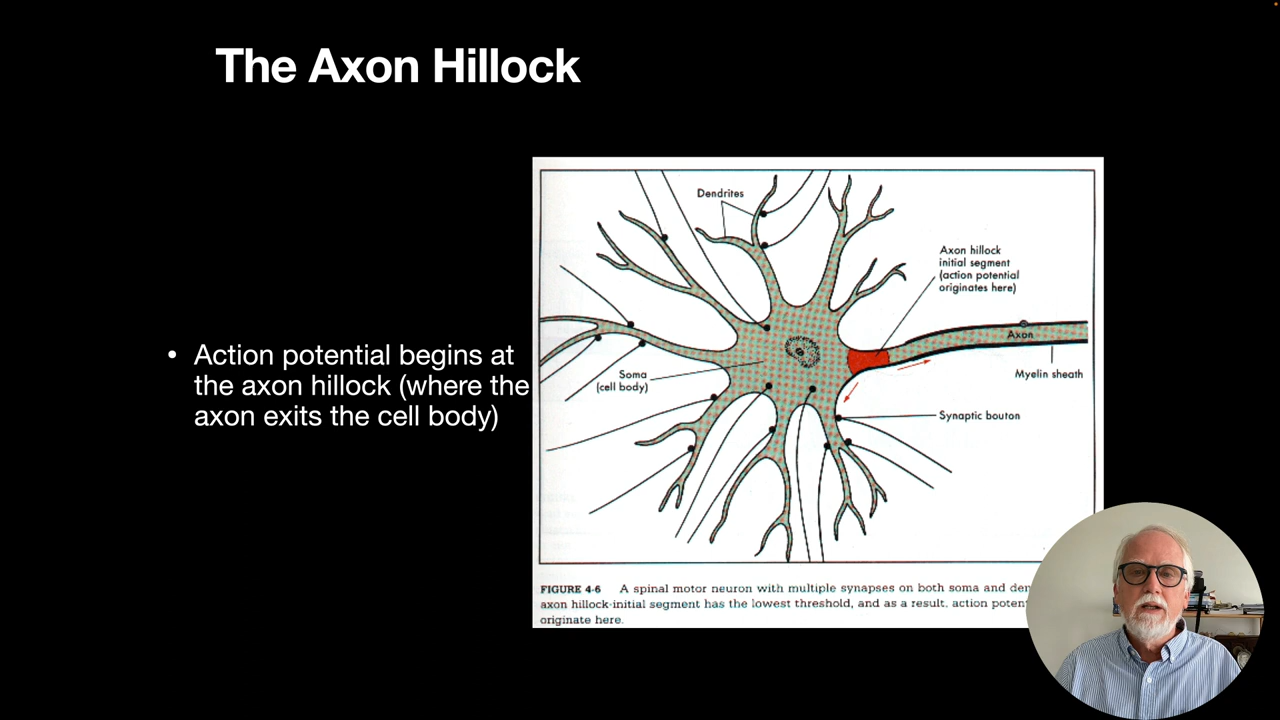 The Axon Hillock
• Action potential begins at
the axon hillock (where the
axon exits the cell body)
Dendrites
Axon hillock
initial segment
(action potential
originates here)
Axon
Myelin sheath
Soma
(cell body)
Synaptic bouton
FIGURE 4-6 A spinal motor neuron with multiple synapses on both soma and
axon hillock-initial segment has the lowest threshold, and as a result, action
originate here.